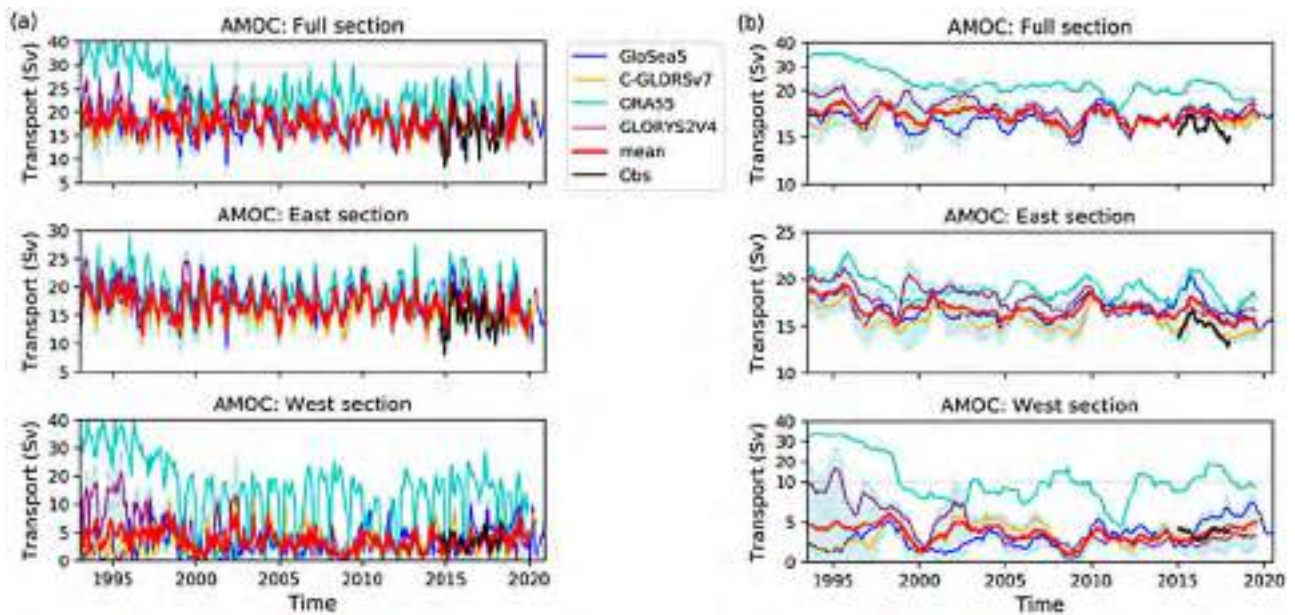 (a)
AMOC: Full section
Transport (Sv)
40
30
20
15
10
5
GloSea5
C-GLORSv7
ORAS5
GLORYS2V4
mean
Obs
AMOC: East section
Transport (Sv)
30
25
20
15
10
5
AMOC: West section
Transport (Sv)
40
30
20
10
5
0
1995 2000 2005 2010 2015 2020
Time
(b)
AMOC: Full section
Transport (Sv)
40
30
20
15
10
AMOC: East section
Transport (Sv)
25
20
15
10
AMOC: West section
Transport (Sv)
40
30
20
10
5
0
1995 2000 2005 2010 2015 2020
Time